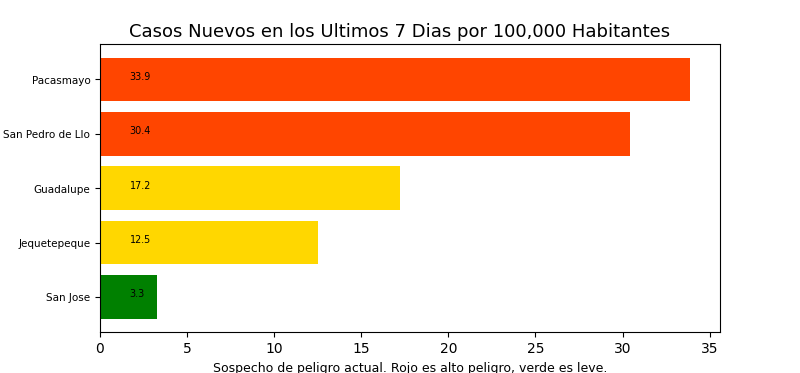 Casos Nuevos en los Ultimos 7 Dias por 100,000 Habitantes
Pacasmayo 33.9
San Pedro de Llo 30.4
Guadalupe 17.2
Jequetepeque 12.5
San Jose 3.3
0 5 10 15 20 25 30 35
Sospecho de peligro actual. Rojo es alto peligro, verde es leve.